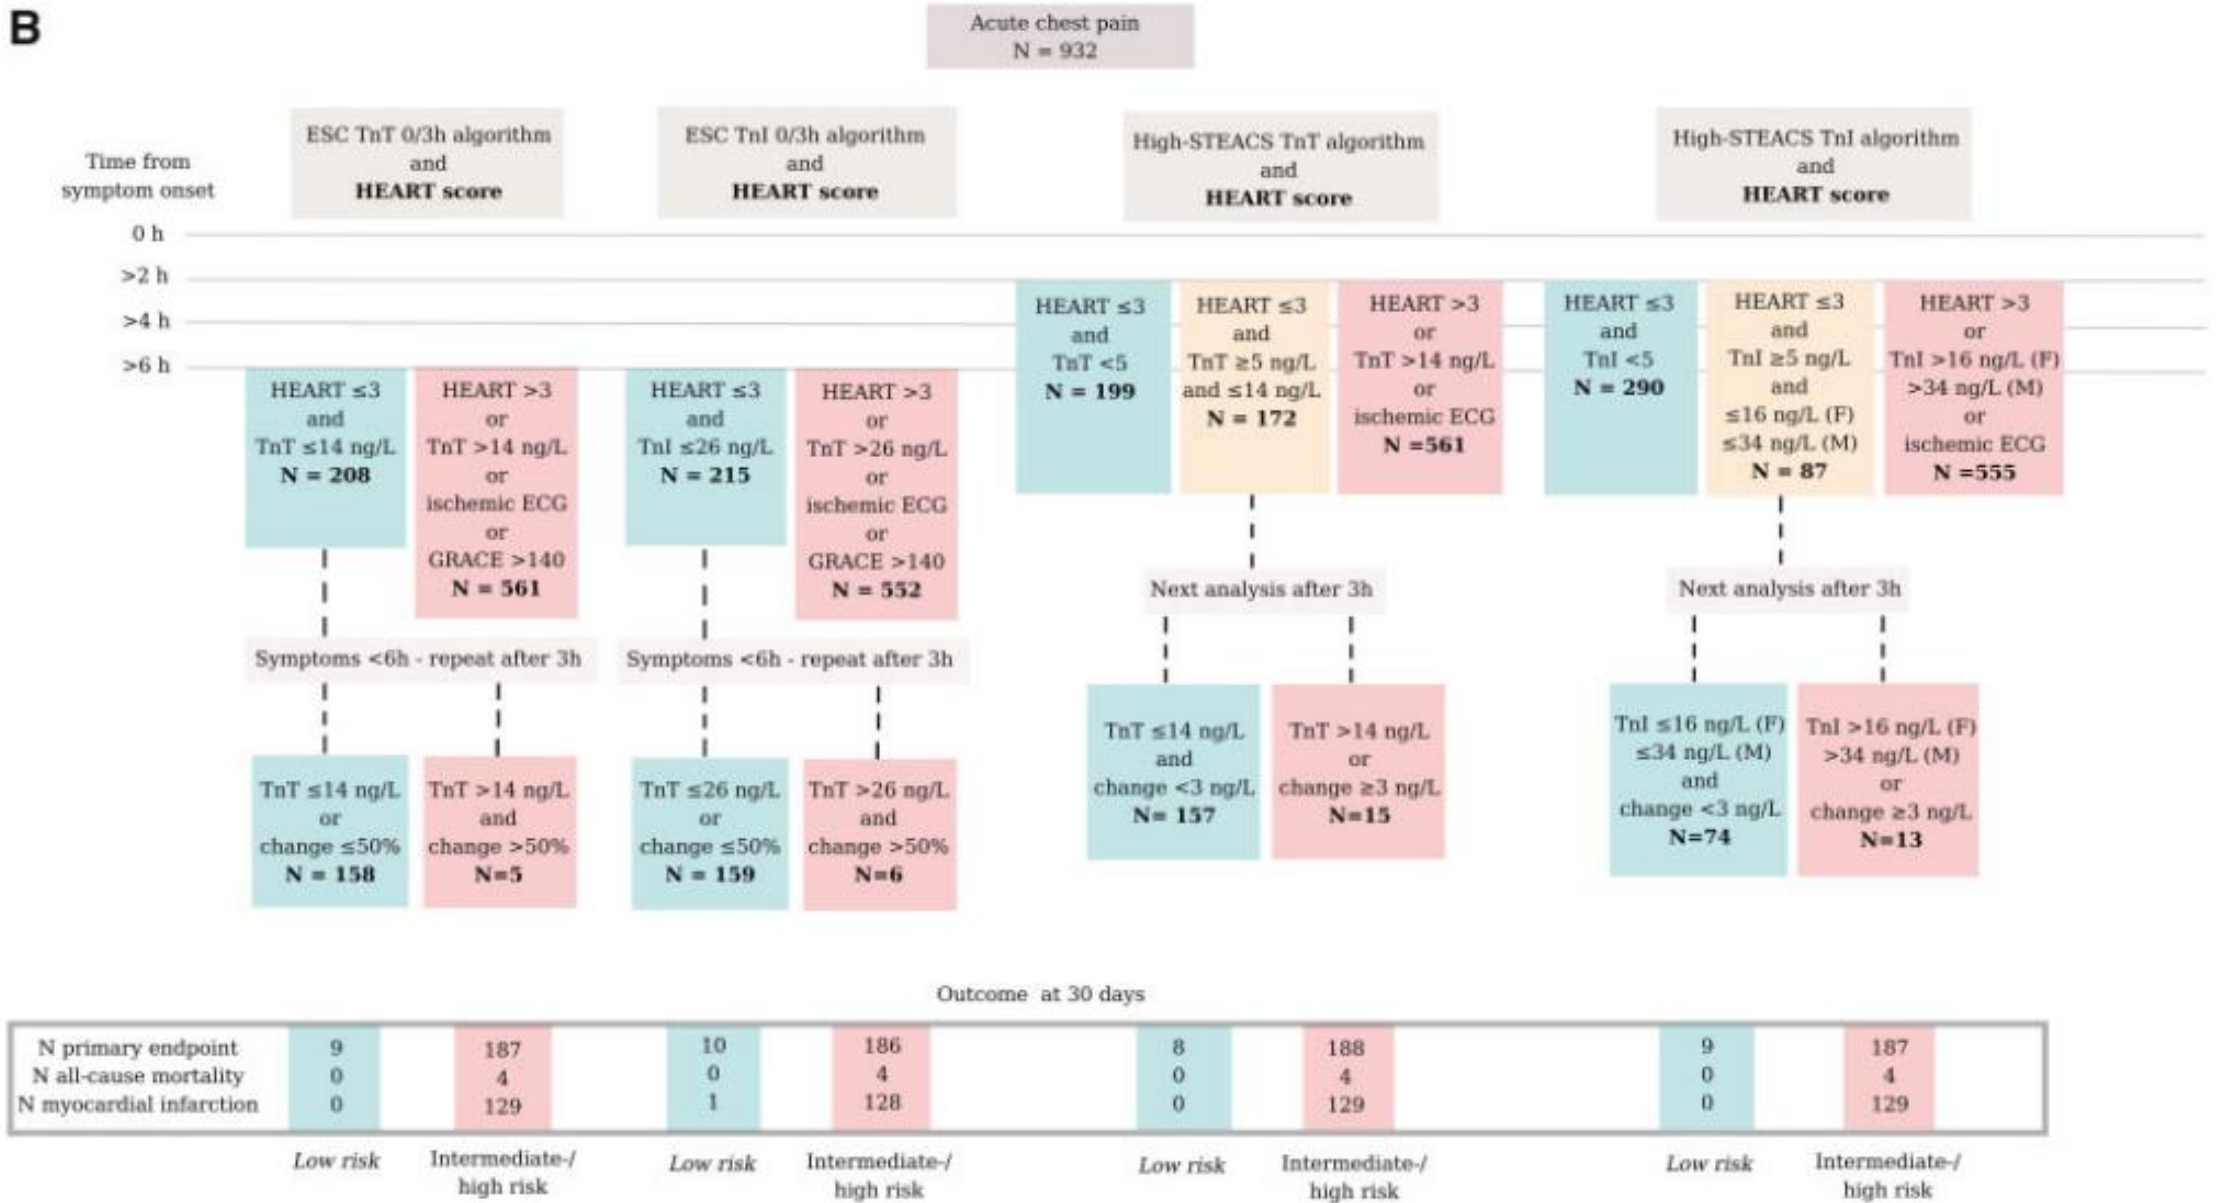 B
Acute chest pain
N = 932
Time from
symptom onset
ESC TnT 0/3h algorithm
and
HEART score
ESC TnI 0/3h algorithm
and
HEART score
High-STEACS TnT algorithm
and
HEART score
High-STEACS TnI algorithm
and
HEART score
0 h
>2 h
>4 h
>6 h
HEART ≤3
and
TnT ≤14 ng/L
N = 208
HEART >3
or
TnT >14 ng/L
or
ischemic ECG
or
GRACE >140
N = 561
Symptoms <6h - repeat after 3h
TnT ≤14 ng/L
or
change ≤50%
N = 158
TnT >14 ng/L
and
change >50%
N=5
HEART ≤3
and
TnI ≤26 ng/L
N = 215
HEART >3
or
TnT >26 ng/L
or
ischemic ECG
or
GRACE >140
N = 552
Symptoms <6h - repeat after 3h
TnT ≤26 ng/L
or
change ≤50%
N = 159
TnT >26 ng/L
and
change >50%
N=6
HEART ≤3
and
TnT <5
N = 199
HEART ≤3
and
TnT ≥5 ng/L
and ≤14 ng/L
N = 172
HEART >3
or
TnT >14 ng/L
or
ischemic ECG
N =561
Next analysis after 3h
TnT ≤14 ng/L
and
change <3 ng/L
N= 157
TnT >14 ng/L
or
change ≥3 ng/L
N=15
HEART ≤3
and
TnI <5
N = 290
HEART ≤3
and
TnI ≥5 ng/L
and
≤16 ng/L (F)
≤34 ng/L (M)
N = 87
HEART >3
or
TnI >16 ng/L (F)
>34 ng/L (M)
or
ischemic ECG
N =555
Next analysis after 3h
TnI ≤16 ng/L (F)
≤34 ng/L (M)
and
change <3 ng/L
N=74
TnI >16 ng/L (F)
>34 ng/L (M)
or
change ≥3 ng/L
N=13
Outcome at 30 days
N primary endpoint 9 187 10 186 8 188 9 187
N all-cause mortality 0 4 0 4 0 4 0 4
N myocardial infarction 0 129 1 128 0 129 0 129
Low risk
Intermediate-/
high risk
Low risk
Intermediate-/
high risk
Low risk
Intermediate-/
high risk
Low risk
Intermediate-/
high risk